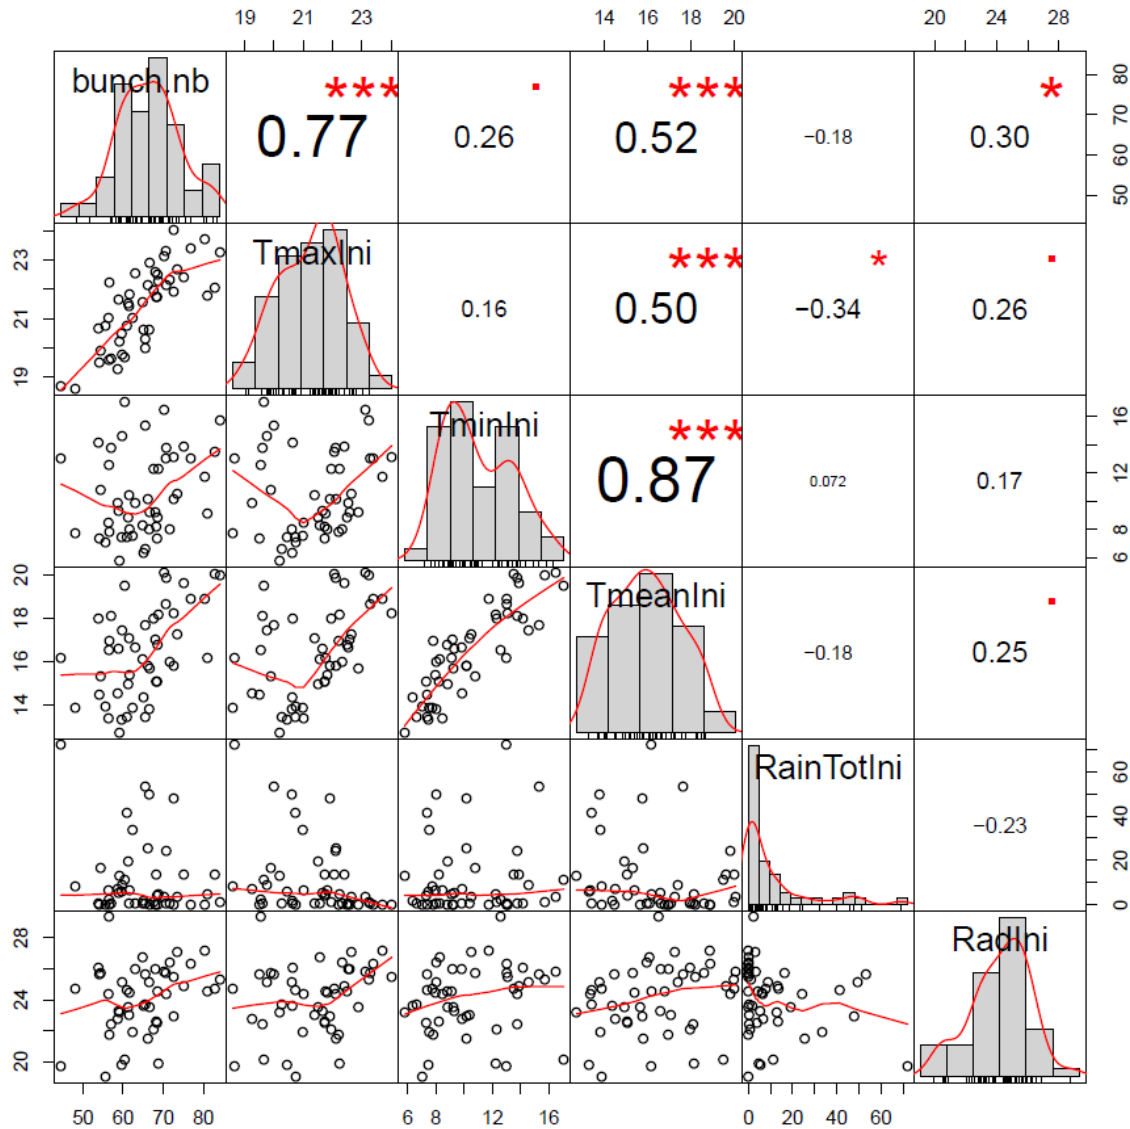 19 21 23 14 16 18 20 20 24 28
bunch.nb *** . *** *
0.77 0.26 0.52 −0.18 0.30
50 60 70 80
TmaxIni *** * .
0.16 0.50 −0.34 0.26
19 21 23
TminIni ***
0.87 0.072 0.17
6 8 12 16
TmeanIni .
−0.18 0.25
14 16 18 20
RainTotIni
−0.23
0 20 40 60
RadIni
20 24 28
50 60 70 80 6 8 12 16 0 20 40 60